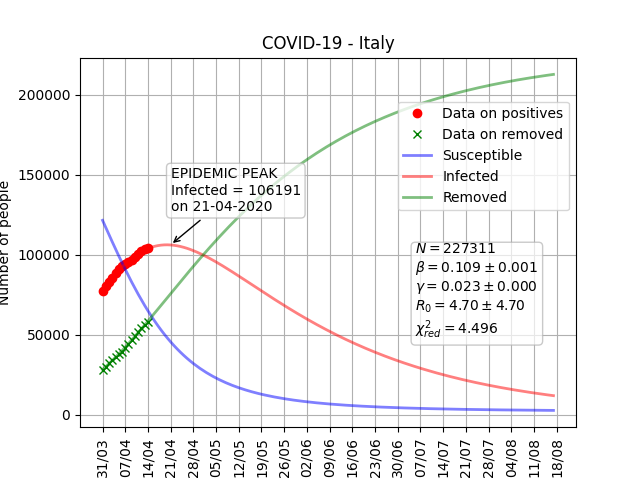 COVID-19 - Italy
Number of people
200000
150000
100000
50000
0
EPIDEMIC PEAK
Infected = 106191
on 21-04-2020
Data on positives
Data on removed
Susceptible
Infected
Removed
N = 227311
β = 0.109 ± 0.001
γ = 0.023 ± 0.000
R₀ = 4.70 ± 4.70
χ²red = 4.496
31/03
07/04
14/04
21/04
28/04
05/05
12/05
19/05
26/05
02/06
09/06
16/06
23/06
30/06
07/07
14/07
21/07
28/07
04/08
11/08
18/08